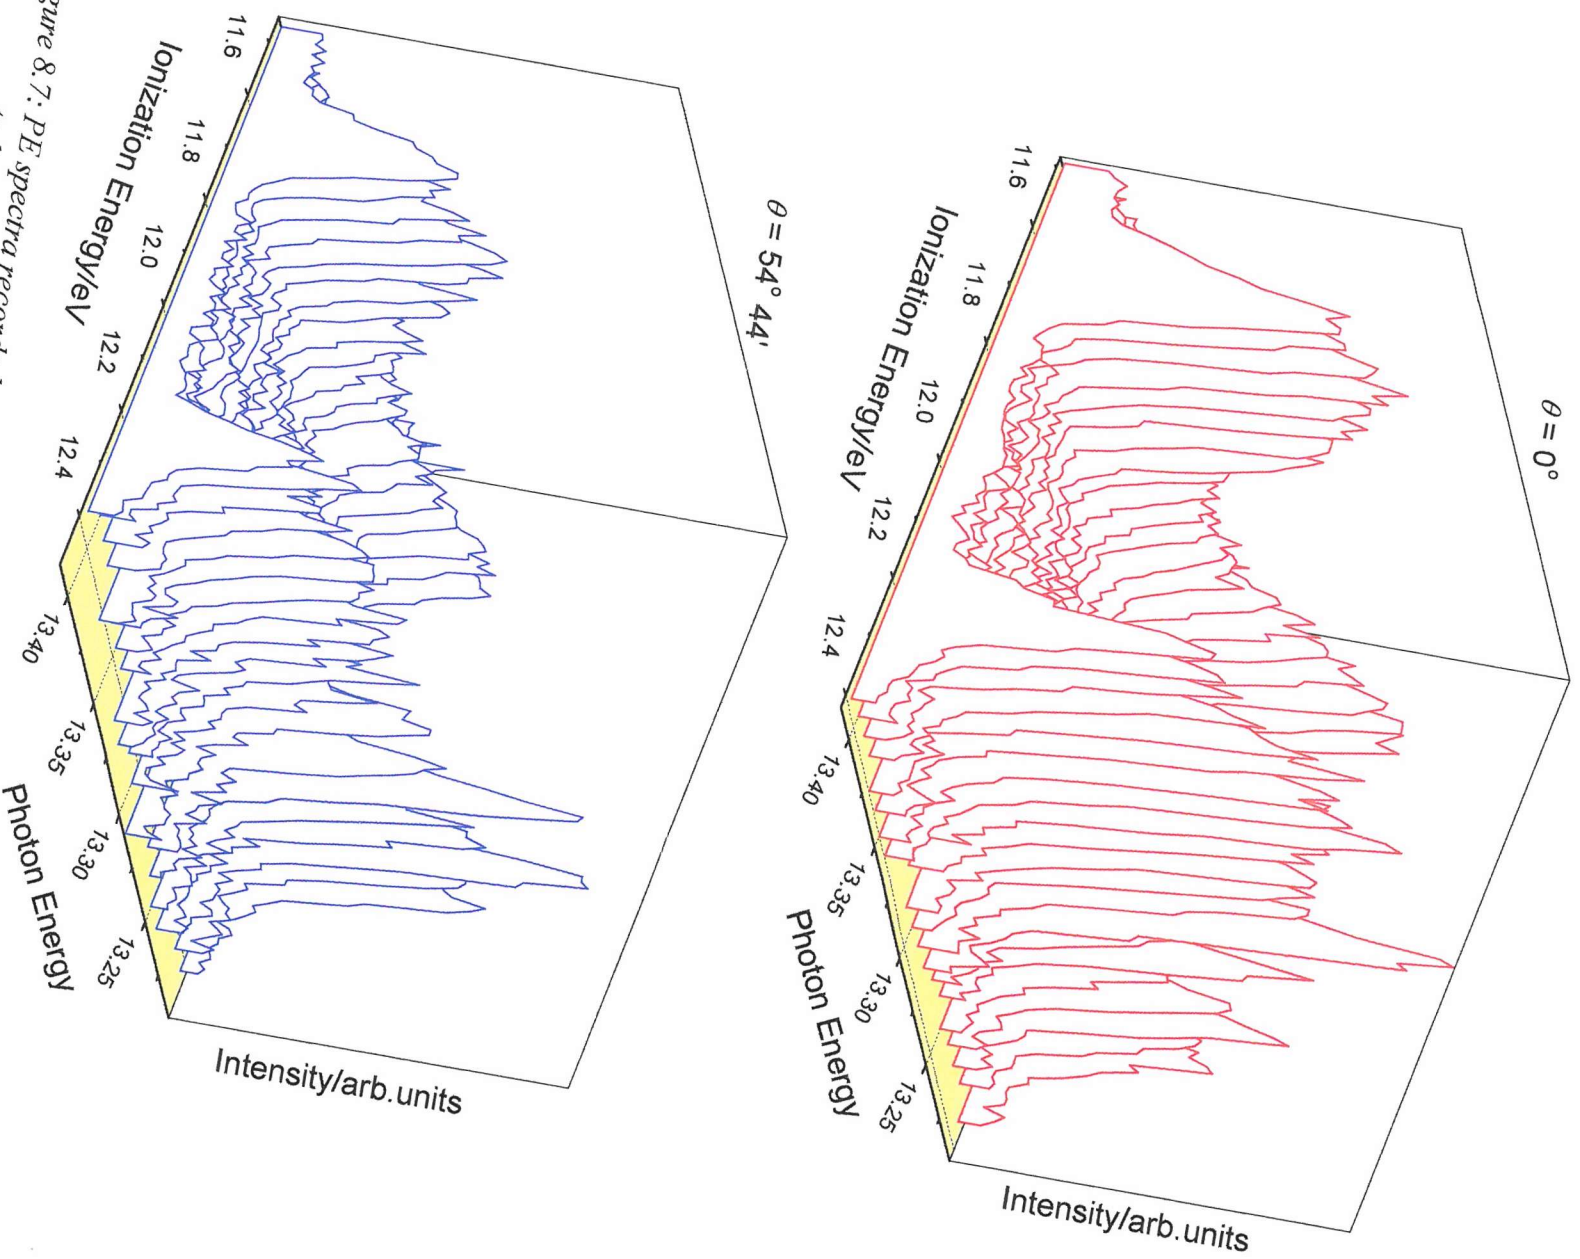 θ = 0°
11.6
11.8
12.0
12.2
12.4
Ionization Energy/eV
13.40
13.35
13.30
13.25
Photon Energy
Intensity/arb.units
θ = 54° 44'
11.6
11.8
12.0
12.2
12.4
Ionization Energy/eV
13.40
13.35
13.30
13.25
Photon Energy
Intensity/arb.units
8.7: PE spectra